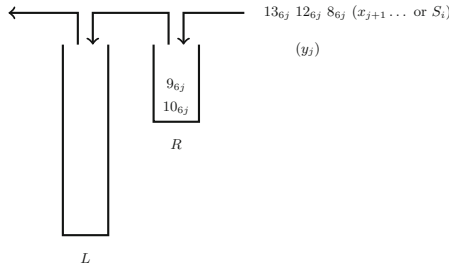 13_{6j} 12_{6j} 8_{6j} (x_{j+1} … or S_i)
(y_j)
9_{6j}
10_{6j}
R
L